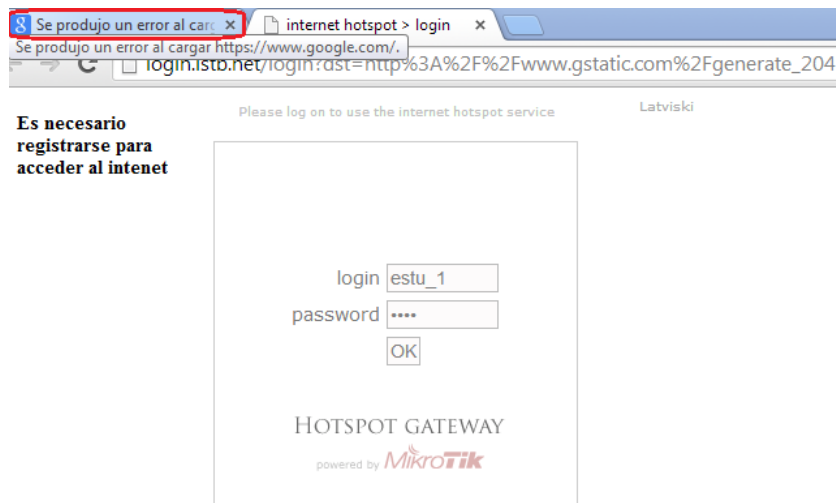 Se produjo un error al car
internet hotspot > login
Se produjo un error al cargar https://www.google.com/.
login.istb.net/login?dst=http%3A%2F%2Fwww.gstatic.com%2Fgenerate_204
Please log on to use the internet hotspot service
Latviski
Es necesario
registrarse para
acceder al intenet
login estu_1
password ••••
OK
HOTSPOT GATEWAY
powered by MikroTik